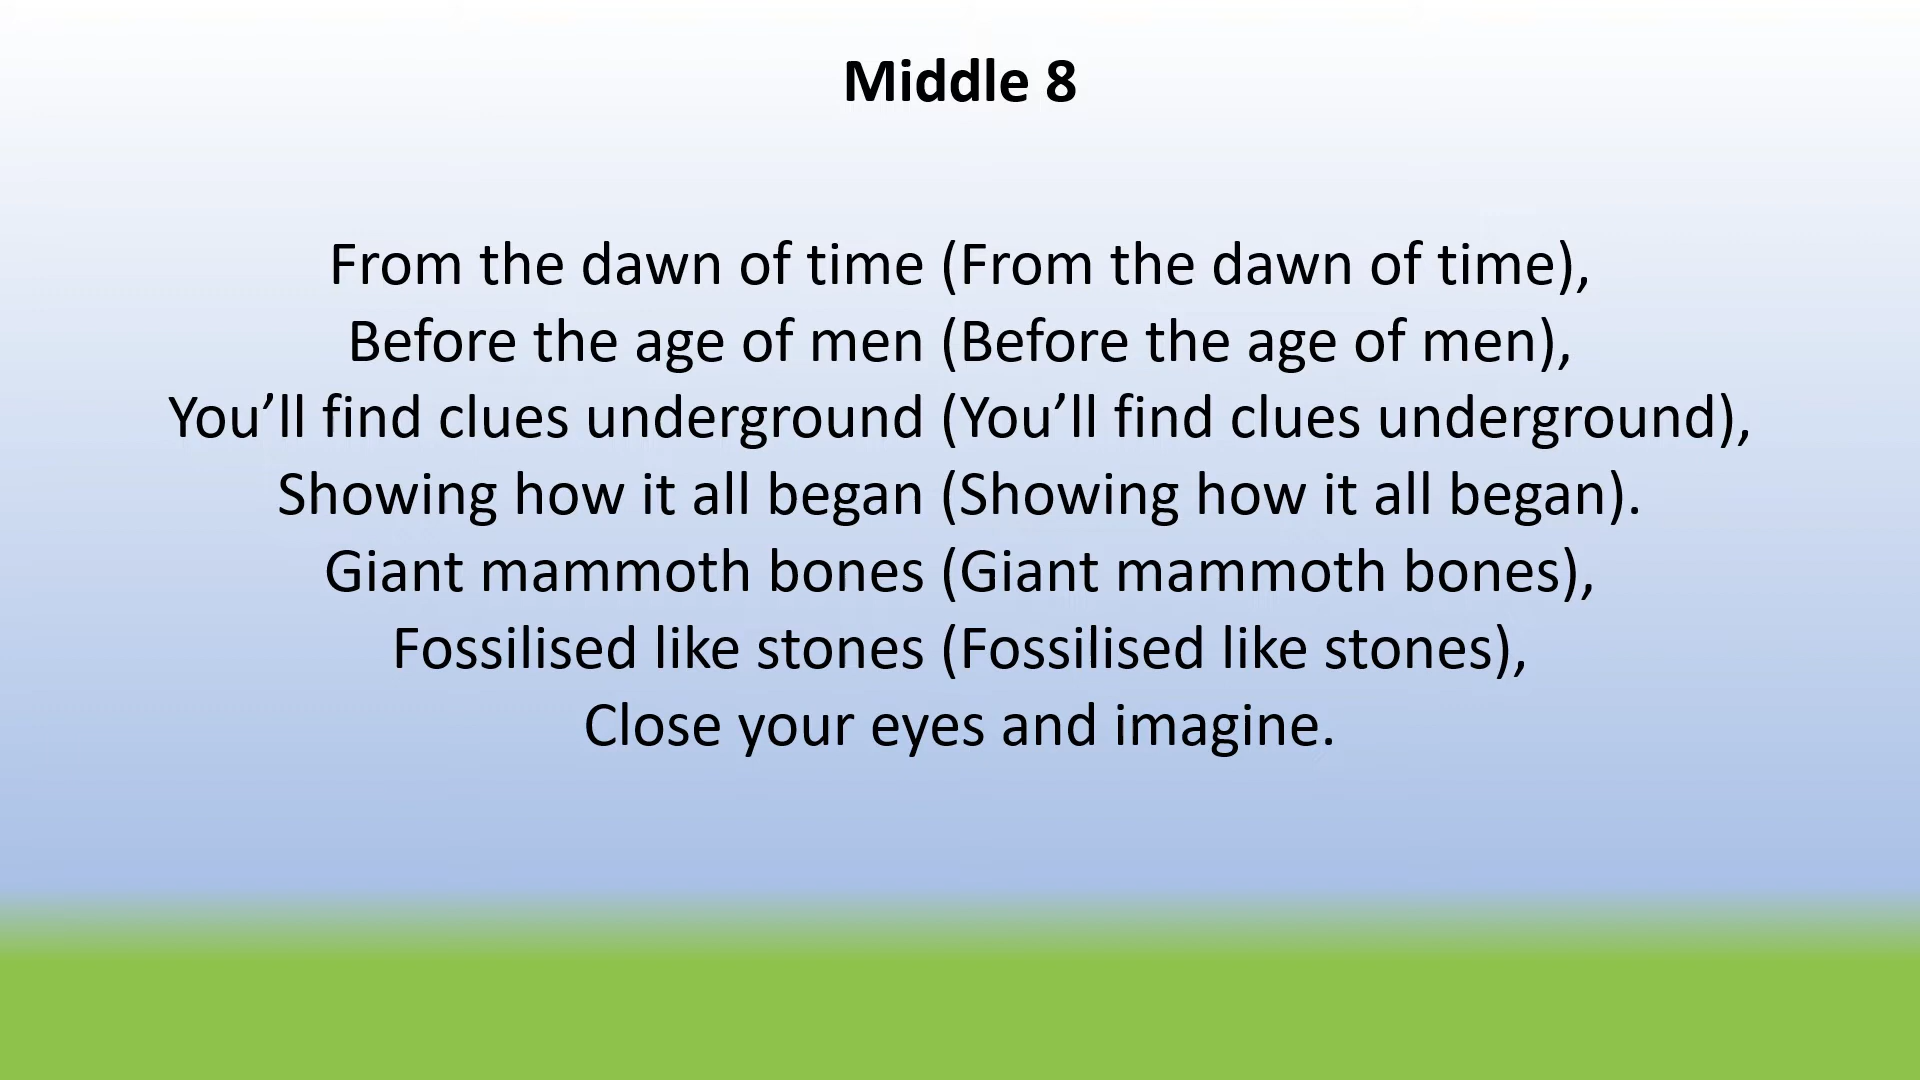 Middle 8
From the dawn of time (From the dawn of time),
Before the age of men (Before the age of men),
You’ll find clues underground (You’ll find clues underground),
Showing how it all began (Showing how it all began).
Giant mammoth bones (Giant mammoth bones),
Fossilised like stones (Fossilised like stones),
Close your eyes and imagine.